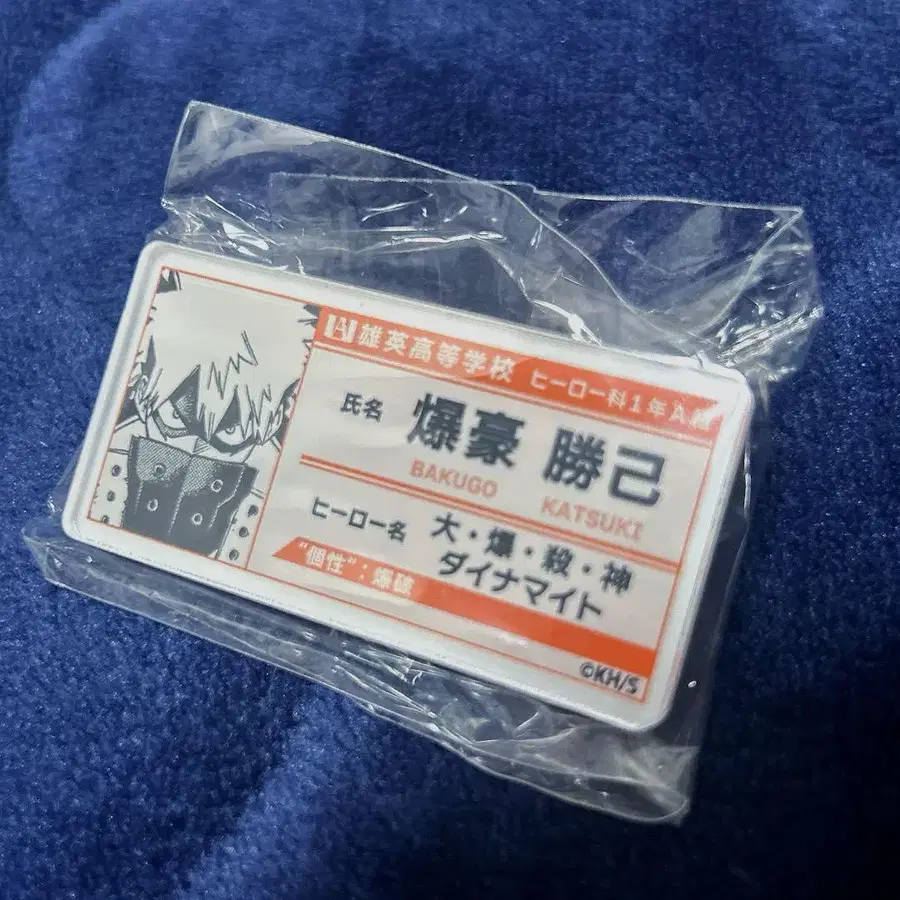 UA 雄英高等学校 ヒーロー科1年A組
氏名 爆豪 勝己
BAKUGO KATSUKI
ヒーロー名 大・爆・殺・神
ダイナマイト
"個性"：爆破
©KH/S